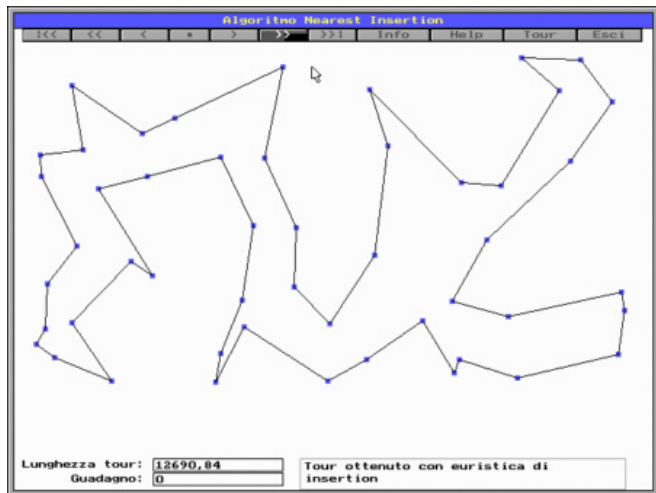 Algoritmo Nearest Insertion
!<< << < ▪ > >> >>! Info Help Tour Esci
Lunghezza tour: 12690,84
Guadagno: 0
Tour ottenuto con euristica di
insertion